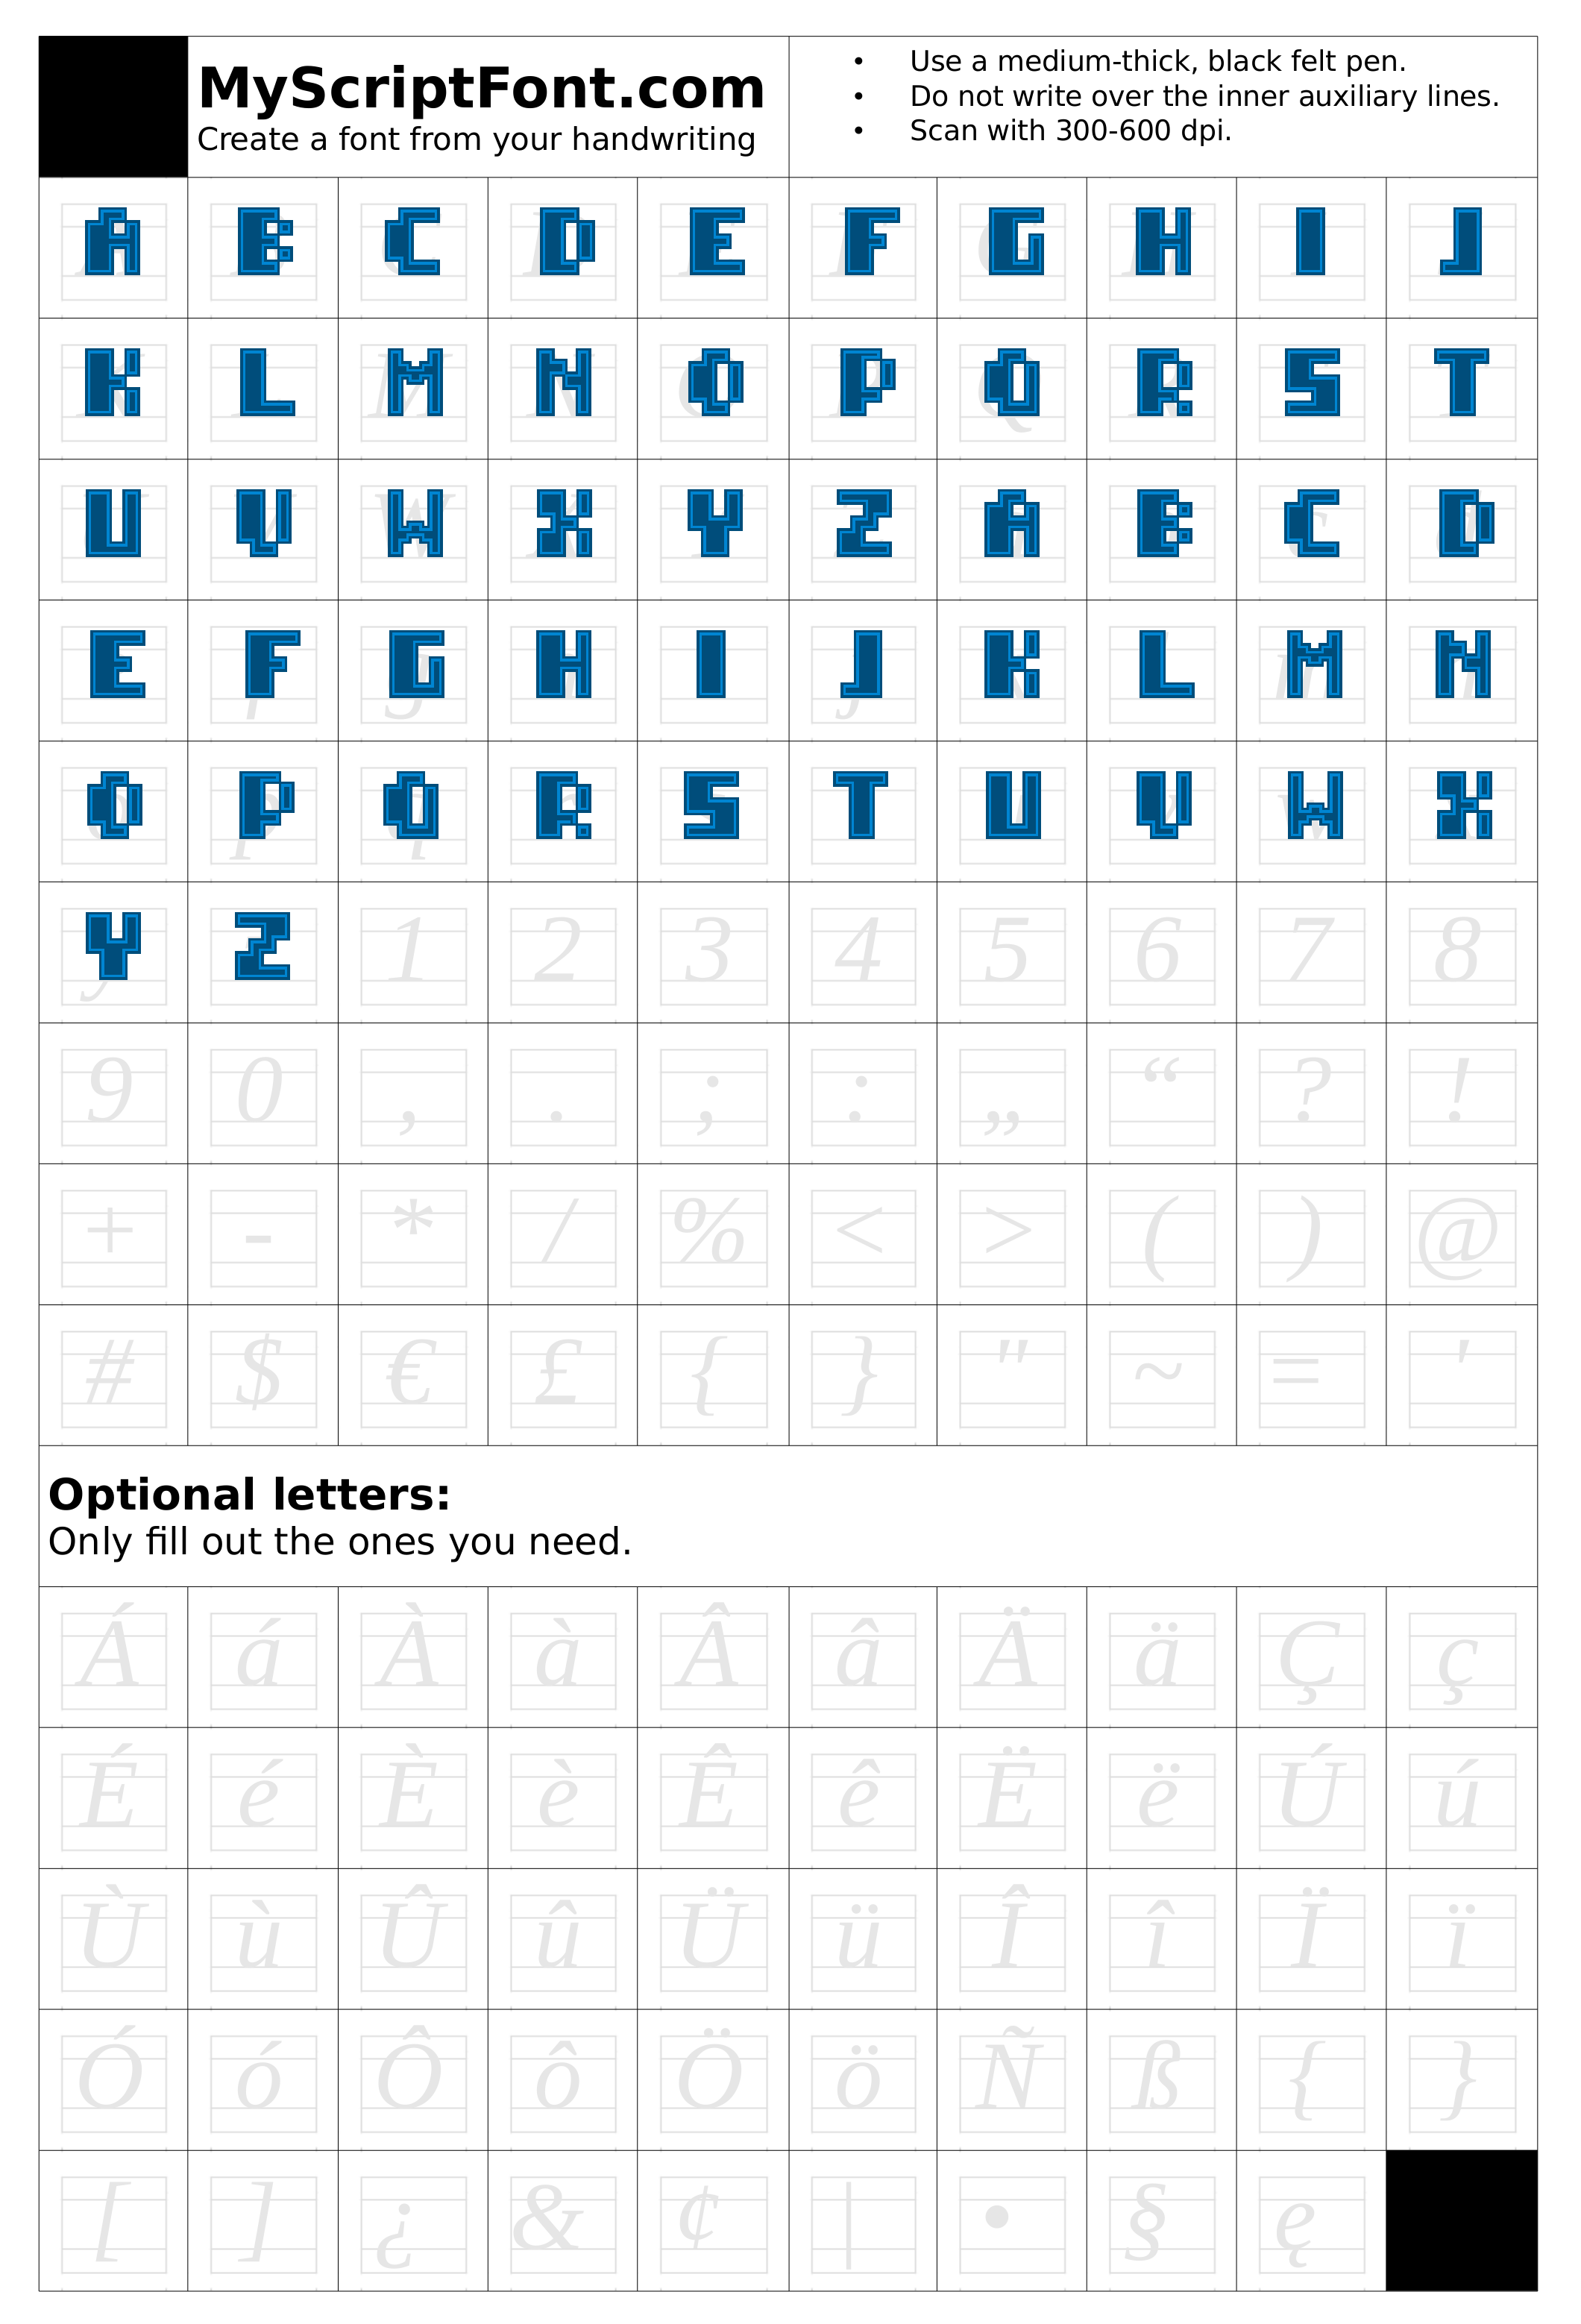 MyScriptFont.com
Create a font from your handwriting
• Use a medium-thick, black felt pen.
• Do not write over the inner auxiliary lines.
• Scan with 300-600 dpi.
A B C D E F G H I J
K L M N O P Q R S T
U V W X Y Z A B C D
E F G H I J K L M N
O P Q R S T U V W X
Y Z 1 2 3 4 5 6 7 8
9 0 , . ; : „ “ ? !
+ - * / % < > ( ) @
# $ € £ { } " ~ = '
Optional letters:
Only fill out the ones you need.
Á á À à Â â Ä ä Ç ç
É é È è Ê ê Ë ë Ú ú
Ù ù Û û Ü ü Î î Ï ï
Ó ó Ô ô Ö ö Ñ ß { }
[ ] ¿ & ¢ | • § ę